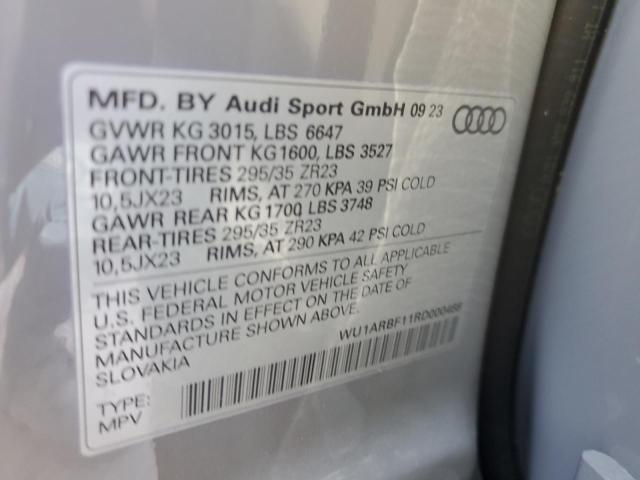 MFD. BY Audi Sport GmbH 09 23
GVWR KG 3015, LBS 6647
GAWR FRONT KG1600, LBS 3527
FRONT-TIRES 295/35 ZR23
10,5JX23 RIMS, AT 270 KPA 39 PSI COLD
GAWR REAR KG 1700 LBS 3748
REAR-TIRES 295/35 ZR23
10,5JX23 RIMS, AT 290 KPA 42 PSI COLD
THIS VEHICLE CONFORMS TO ALL APPLICABLE
U.S. FEDERAL MOTOR VEHICLE SAFETY
STANDARDS IN EFFECT ON THE DATE OF
MANUFACTURE SHOWN ABOVE.
SLOVAKIA
WU1ARBF11RD000468
TYPE:
MPV